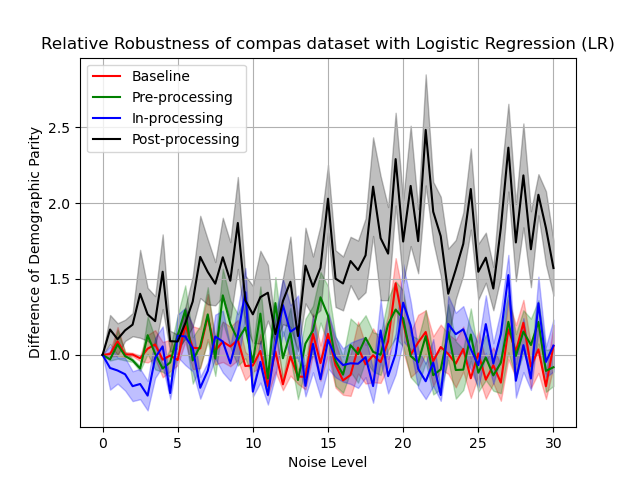 Relative Robustness of compas dataset with Logistic Regression (LR)
Baseline
Pre-processing
In-processing
Post-processing
Difference of Demographic Parity
2.5
2.0
1.5
1.0
0 5 10 15 20 25 30
Noise Level